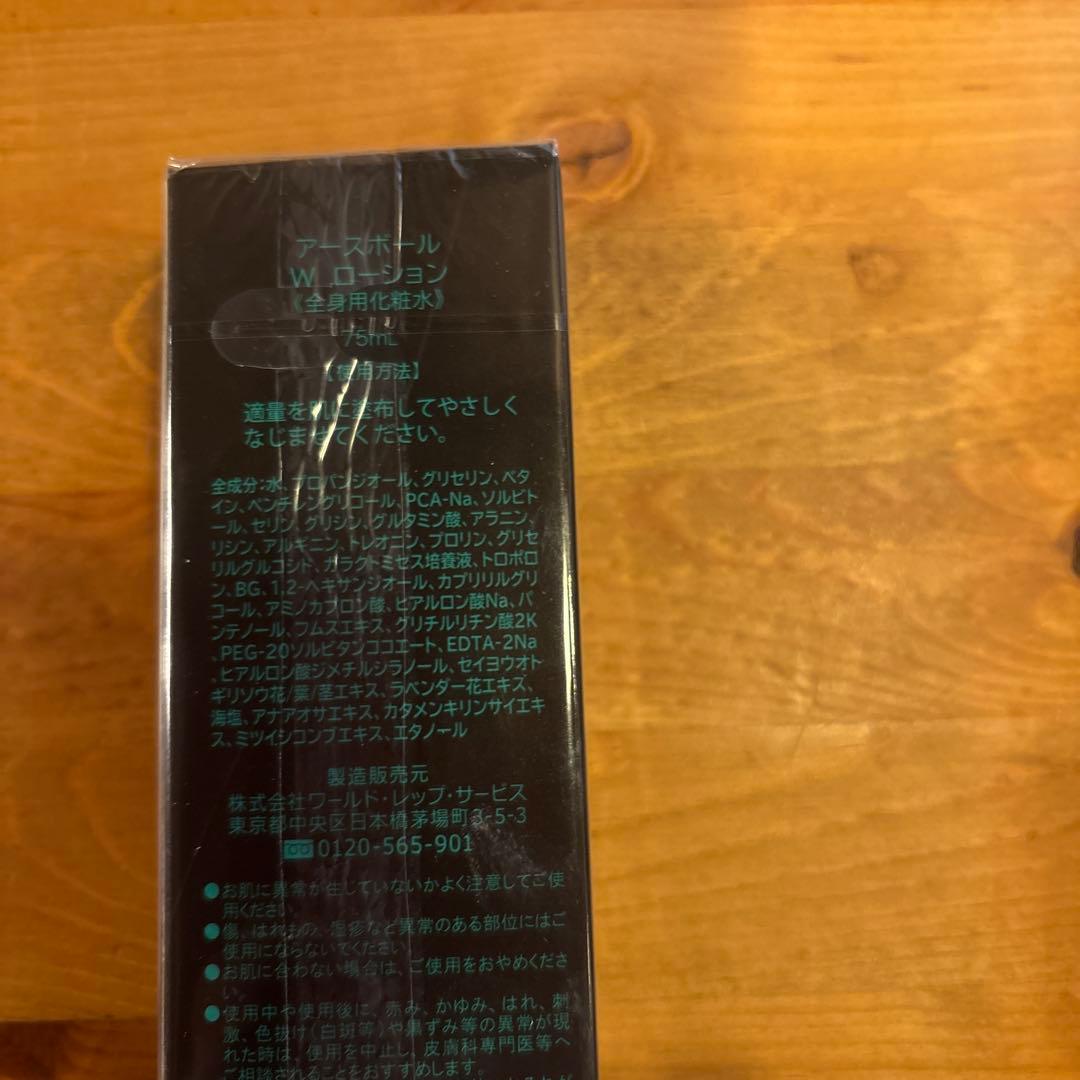 アースボール
W ローション
《全身用化粧水》
75mL
【使用方法】
適量を肌に塗布してやさしく
なじませてください。
全成分:水、プロパンジオール、グリセリン、ベタ
イン、ペンチレングリコール、PCA-Na、ソルビト
ール、セリン、グリシン、グルタミン酸、アラニン、
リシン、アルギニン、トレオニン、プロリン、グリセ
リルグルコシド、ガラクトミセス培養液、トロポロ
ン、BG、1,2-ヘキサンジオール、カプリリルグリ
コール、アミノカプロン酸、ヒアルロン酸Na、パ
ンテノール、フムスエキス、グリチルリチン酸2K
、PEG-20ソルビタンココエート、EDTA-2Na
、ヒアルロン酸ジメチルシラノール、セイヨウオト
ギリソウ花/葉/茎エキス、ラベンダー花エキス、
海塩、アナアオサエキス、カタメンキリンサイエキ
ス、ミツイシコンブエキス、エタノール
製造販売元
株式会社ワールド・レップ・サービス
東京都中央区日本橋茅場町3-5-3
0120-565-901
●お肌に異常が生じていないかよく注意してご使
用ください。
●傷、はれもの、湿疹など異常のある部位にはご
使用にならないでください。
●お肌に合わない場合は、ご使用をおやめくださ
い。
●使用中や使用後に、赤み、かゆみ、はれ、刺
激、色抜け(白斑等)や黒ずみ等の異常が現
れた時は、使用を中止し、皮膚科専門医等へ
ご相談されることをおすすめします。